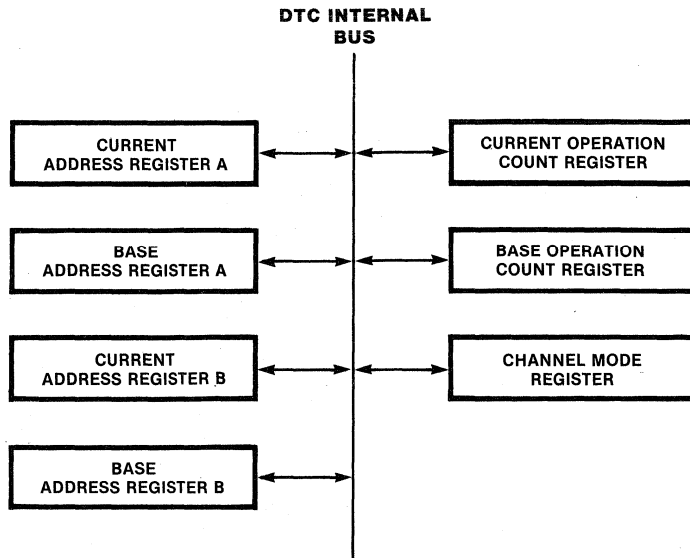 DTC INTERNAL
BUS
CURRENT
ADDRESS REGISTER A
CURRENT OPERATION
COUNT REGISTER
BASE
ADDRESS REGISTER A
BASE OPERATION
COUNT REGISTER
CURRENT
ADDRESS REGISTER B
CHANNEL MODE
REGISTER
BASE
ADDRESS REGISTER B